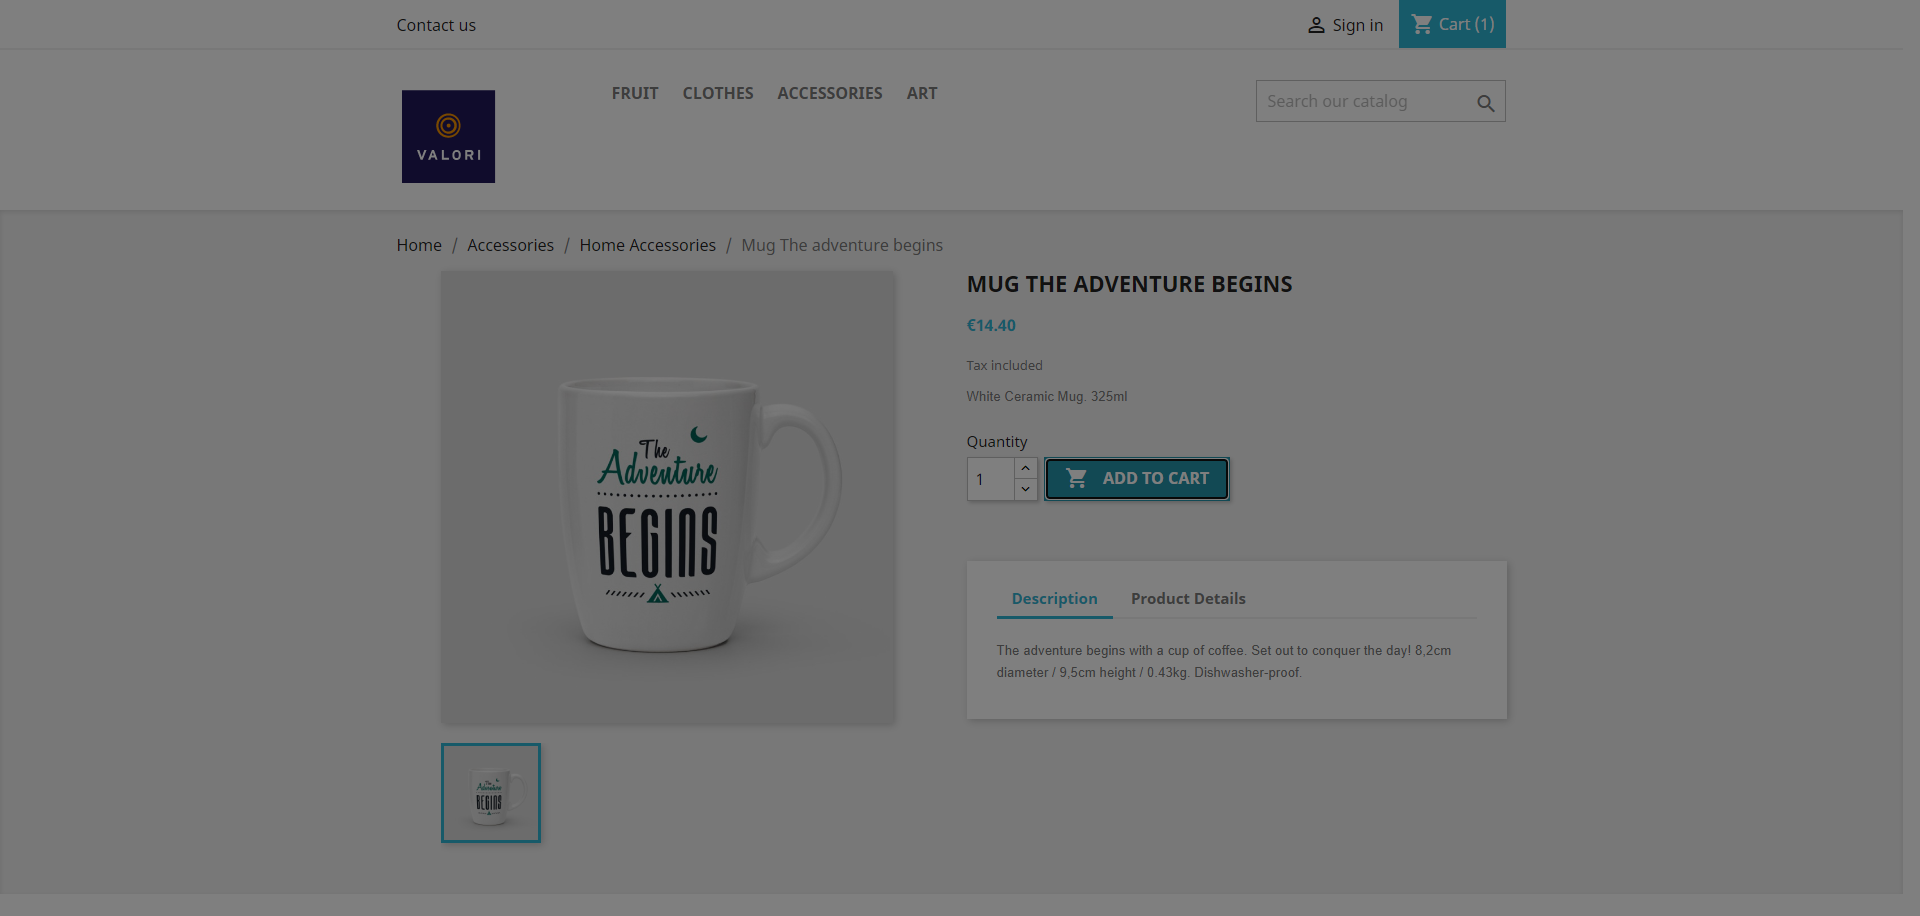 Contact us
Sign in
Cart (1)
VALORI
FRUIT CLOTHES ACCESSORIES ART
Search our catalog
Home / Accessories / Home Accessories / Mug The adventure begins
The
Adventure
BEGINS
MUG THE ADVENTURE BEGINS
€14.40
Tax included
White Ceramic Mug. 325ml
Quantity
1
ADD TO CART
Description Product Details
The adventure begins with a cup of coffee. Set out to conquer the day! 8,2cm
diameter / 9,5cm height / 0.43kg. Dishwasher-proof.
The
Adventure
BEGINS